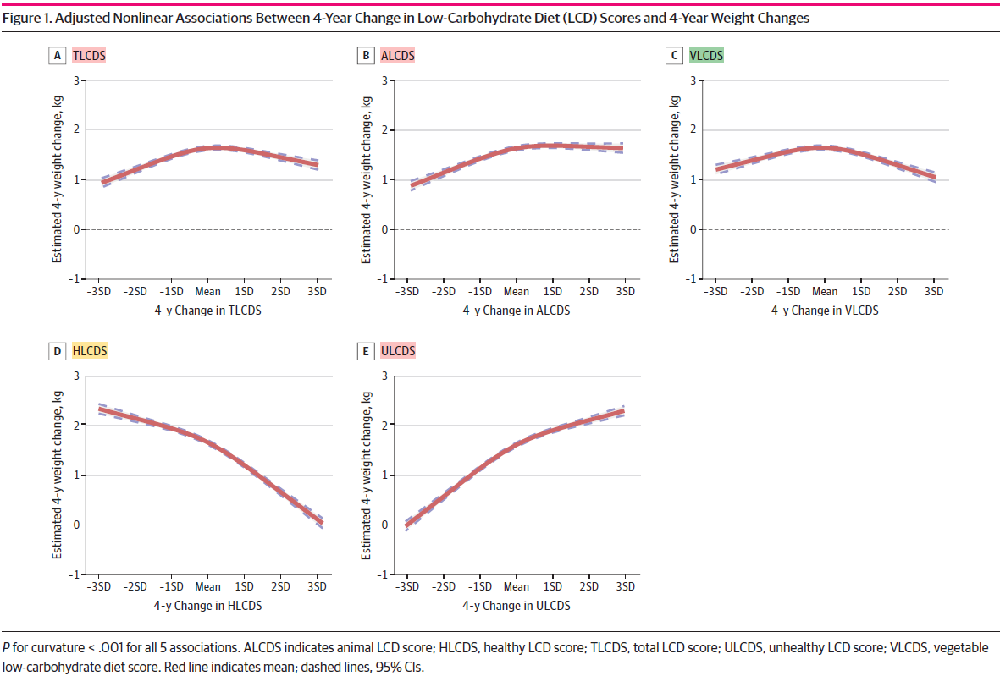 Figure 1. Adjusted Nonlinear Associations Between 4-Year Change in Low-Carbohydrate Diet (LCD) Scores and 4-Year Weight Changes
A TLCDS
3
2
1
0
−1
Estimated 4-y weight change, kg
−3SD −2SD −1SD Mean 1SD 2SD 3SD
4-y Change in TLCDS
B ALCDS
3
2
1
0
−1
Estimated 4-y weight change, kg
−3SD −2SD −1SD Mean 1SD 2SD 3SD
4-y Change in ALCDS
C VLCDS
3
2
1
0
−1
Estimated 4-y weight change, kg
−3SD −2SD −1SD Mean 1SD 2SD 3SD
4-y Change in VLCDS
D HLCDS
3
2
1
0
−1
Estimated 4-y weight change, kg
−3SD −2SD −1SD Mean 1SD 2SD 3SD
4-y Change in HLCDS
E ULCDS
3
2
1
0
−1
Estimated 4-y weight change, kg
−3SD −2SD −1SD Mean 1SD 2SD 3SD
4-y Change in ULCDS
P for curvature < .001 for all 5 associations. ALCDS indicates animal LCD score; HLCDS, healthy LCD score; TLCDS, total LCD score; ULCDS, unhealthy LCD score; VLCDS, vegetable
low-carbohydrate diet score. Red line indicates mean; dashed lines, 95% CIs.